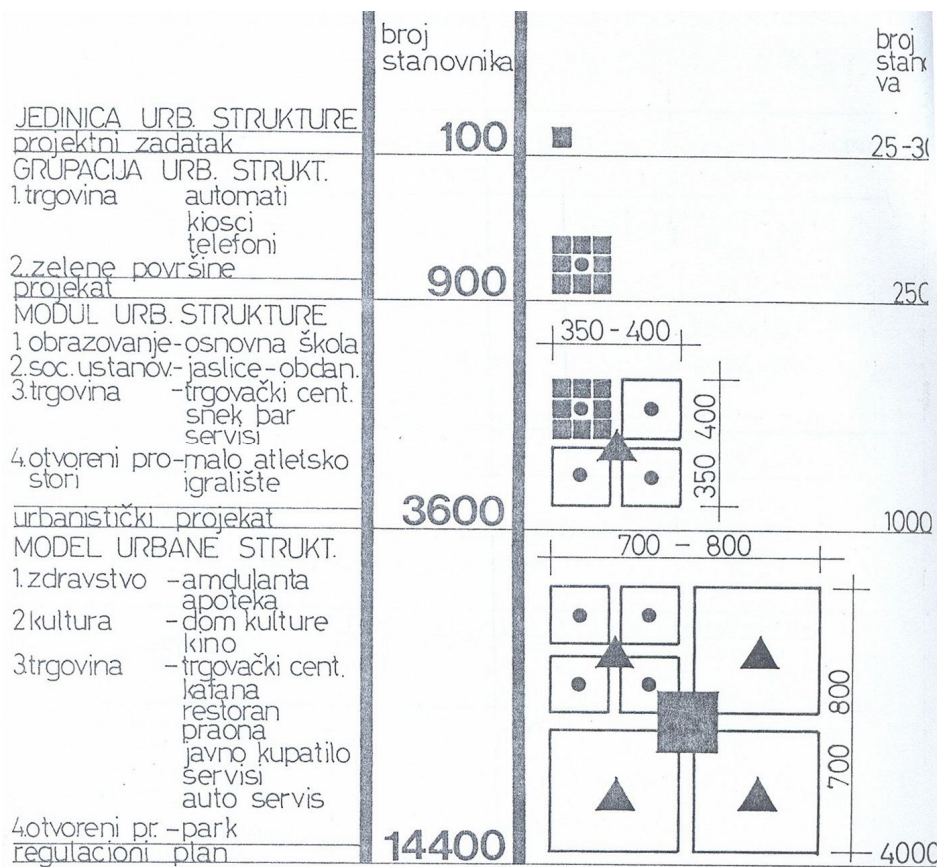 broj
stanovnika
broj
stan
va
JEDINICA URB. STRUKTURE
projektni zadatak
100
25-3
GRUPACIJA URB. STRUKT.
1.trgovina automati
kiosci
telefoni
2.zelene površine
projekat
900
250
MODUL URB. STRUKTURE
1 obrazovanje-osnovna škola
2.soc.ustanov.-jaslice-obdan.
3.trgovina -trgovački cent.
snek bar
servisi
4.otvoreni pro-malo atletsko
stori igralište
urbanistički projekat
3600
350-400
350 400
1000
MODEL URBANE STRUKT.
1.zdravstvo -amdulanta
apoteka
2kultura -dom kulture
kino
3.trgovina -trgovački cent.
kafana
restoran
praona
javno kupatilo
servisi
auto servis
4.otvoreni pr.-park
regulacioni plan
14400
700 - 800
700 800
4000